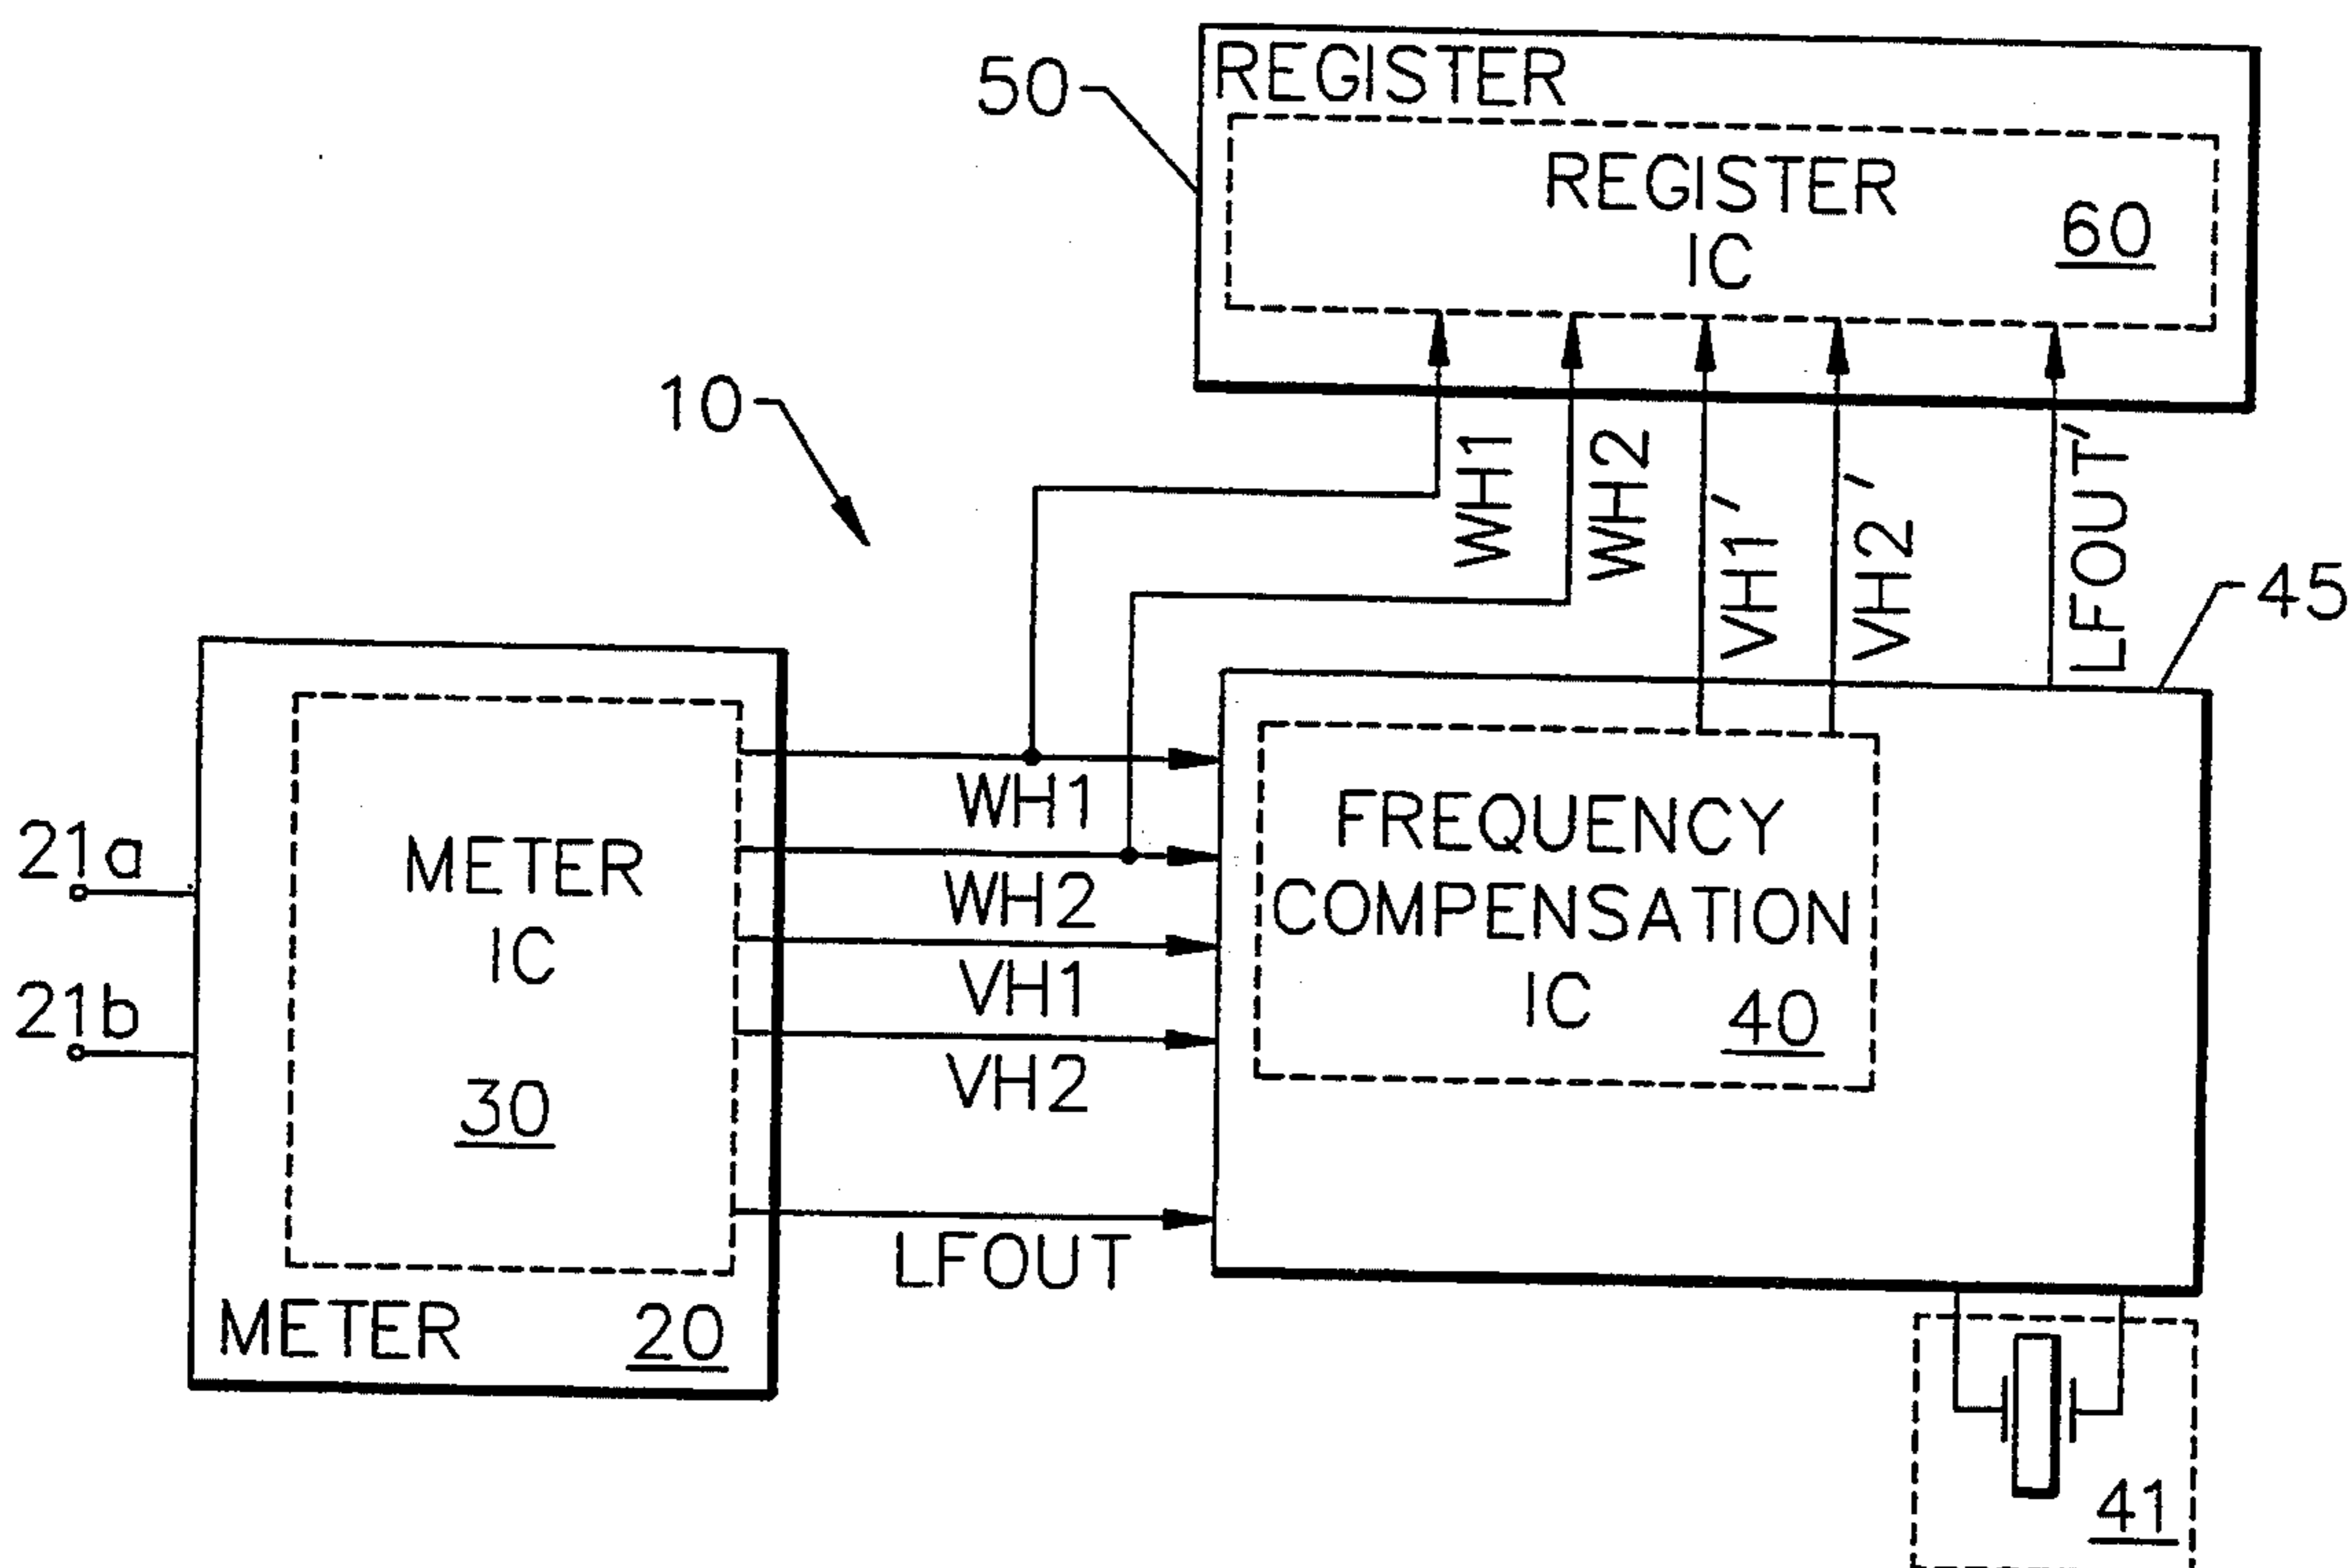 50
REGISTER
REGISTER
IC
60
10
WH1
WH2
VH1'
VH2'
LFOUT'
45
21a
21b
METER
IC
30
METER 20
WH1
WH2
VH1
VH2
LFOUT
FREQUENCY
COMPENSATION
IC
40
41